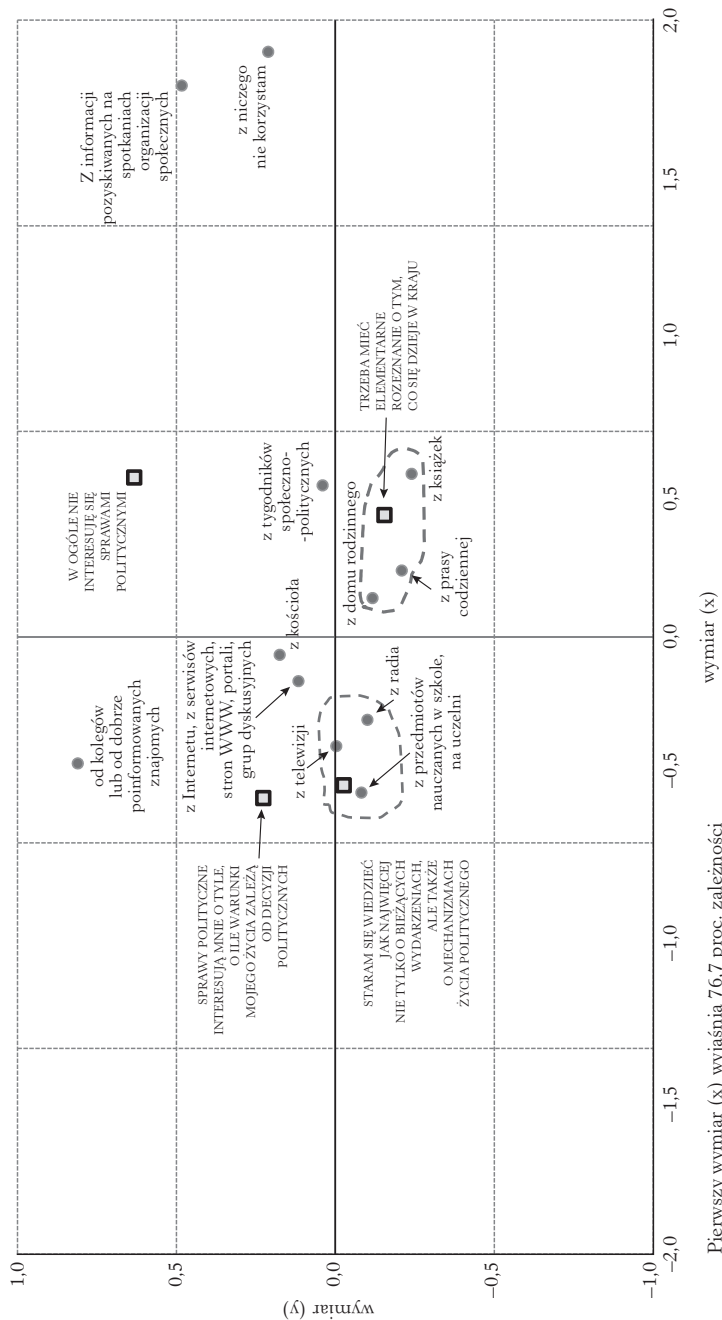 1,0
0,5
0,0
−0,5
−1,0
wymiar (y)
−2,0
−1,5
−1,0
−0,5
0,0
0,5
1,0
1,5
2,0
wymiar (x)
SPRAWY POLITYCZNE
INTERESUJĄ MNIE O TYLE,
O ILE WARUNKI
MOJEGO ŻYCIA ZALEŻĄ
OD DECYZJI
POLITYCZNYCH
STARAM SIĘ WIEDZIEĆ
JAK NAJWIĘCEJ
NIE TYLKO O BIEŻĄCYCH
WYDARZENIACH,
ALE TAKŻE
O MECHANIZMACH
ŻYCIA POLITYCZNEGO
od kolegów
lub od dobrze
poinformowanych
znajomych
z Internetu, z serwisów
internetowych,
stron WWW, portali,
grup dyskusyjnych
z kościoła
z telewizji
z radia
z przedmiotów
nauczanych w szkole,
na uczelni
W OGÓLE NIE
INTERESUJĘ SIĘ
SPRAWAMI
POLITYCZNYMI
z tygodników
społeczno-
-politycznych
z domu rodzinnego
z prasy
codziennej
z książek
TRZEBA MIEĆ
ELEMENTARNE
ROZEZNANIE O TYM,
CO SIĘ DZIEJE W KRAJU
Z informacji
pozyskiwanych na
spotkaniach
organizacji
społecznych
z niczego
nie korzystam
Pierwszy wymiar (x) wyjaśnia 76,7 proc. zależności